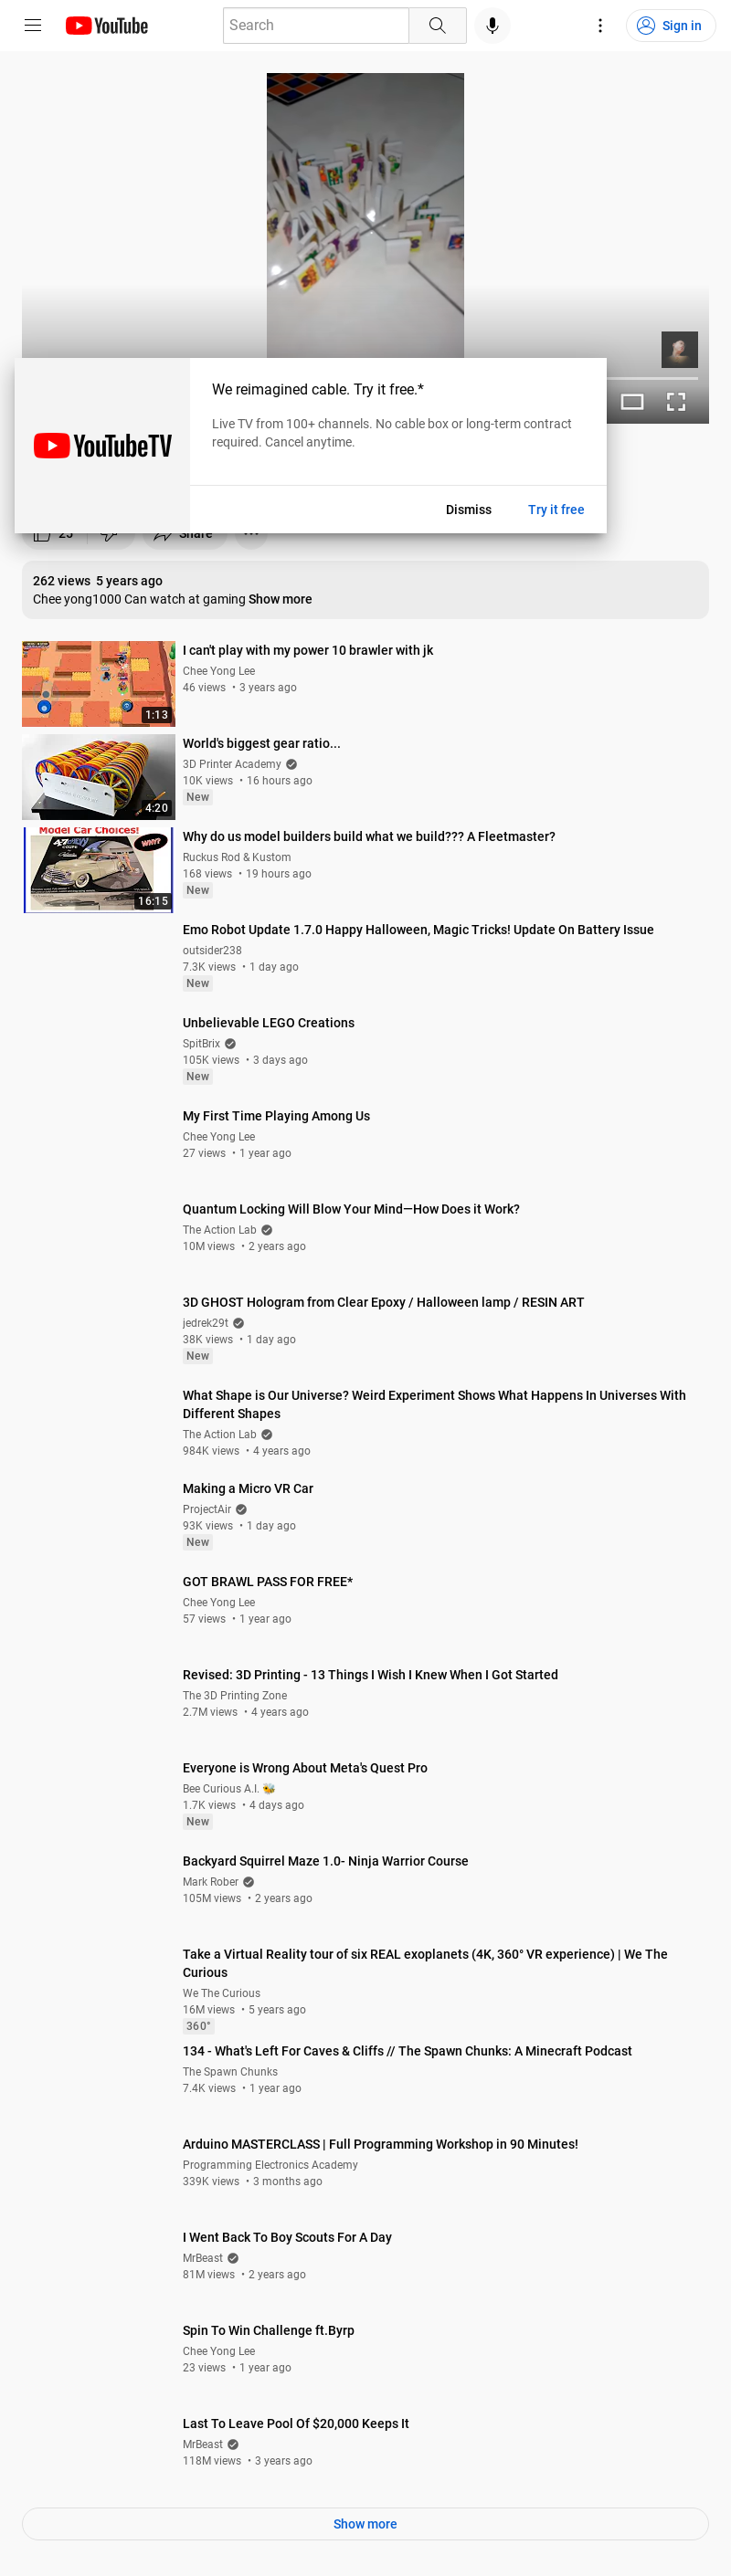 YouTube
Search
Sign in
We reimagined cable. Try it free.*
Live TV from 100+ channels. No cable box or long-term contract
required. Cancel anytime.
YouTubeTV
Dismiss
Try it free
25
Share
262 views 5 years ago
Chee yong1000 Can watch at gaming Show more
I can't play with my power 10 brawler with jk
Chee Yong Lee
46 views • 3 years ago
1:13
World's biggest gear ratio...
3D Printer Academy
10K views • 16 hours ago
New
4:20
Model Car Choices!
WHY?
Why do us model builders build what we build??? A Fleetmaster?
Ruckus Rod & Kustom
168 views • 19 hours ago
New
16:15
Emo Robot Update 1.7.0 Happy Halloween, Magic Tricks! Update On Battery Issue
outsider238
7.3K views • 1 day ago
New
Unbelievable LEGO Creations
SpitBrix
105K views • 3 days ago
New
My First Time Playing Among Us
Chee Yong Lee
27 views • 1 year ago
Quantum Locking Will Blow Your Mind—How Does it Work?
The Action Lab
10M views • 2 years ago
3D GHOST Hologram from Clear Epoxy / Halloween lamp / RESIN ART
jedrek29t
38K views • 1 day ago
New
What Shape is Our Universe? Weird Experiment Shows What Happens In Universes With
Different Shapes
The Action Lab
984K views • 4 years ago
Making a Micro VR Car
ProjectAir
93K views • 1 day ago
New
GOT BRAWL PASS FOR FREE*
Chee Yong Lee
57 views • 1 year ago
Revised: 3D Printing - 13 Things I Wish I Knew When I Got Started
The 3D Printing Zone
2.7M views • 4 years ago
Everyone is Wrong About Meta's Quest Pro
Bee Curious A.I. 🐝
1.7K views • 4 days ago
New
Backyard Squirrel Maze 1.0- Ninja Warrior Course
Mark Rober
105M views • 2 years ago
Take a Virtual Reality tour of six REAL exoplanets (4K, 360° VR experience) | We The
Curious
We The Curious
16M views • 5 years ago
360°
134 - What's Left For Caves & Cliffs // The Spawn Chunks: A Minecraft Podcast
The Spawn Chunks
7.4K views • 1 year ago
Arduino MASTERCLASS | Full Programming Workshop in 90 Minutes!
Programming Electronics Academy
339K views • 3 months ago
I Went Back To Boy Scouts For A Day
MrBeast
81M views • 2 years ago
Spin To Win Challenge ft.Byrp
Chee Yong Lee
23 views • 1 year ago
Last To Leave Pool Of $20,000 Keeps It
MrBeast
118M views • 3 years ago
Show more